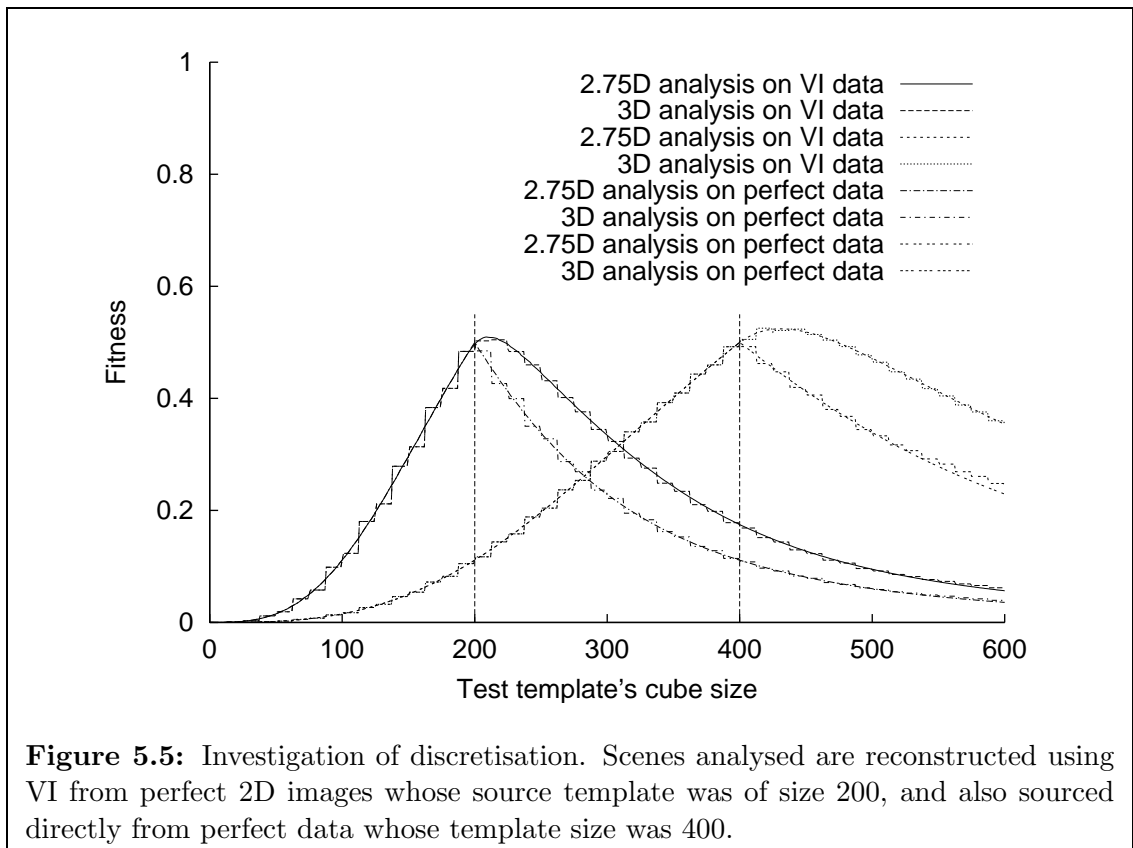 1
0.8
0.6
0.4
0.2
0
Fitness
2.75D analysis on VI data
3D analysis on VI data
2.75D analysis on VI data
3D analysis on VI data
2.75D analysis on perfect data
3D analysis on perfect data
2.75D analysis on perfect data
3D analysis on perfect data
0 100 200 300 400 500 600
Test template's cube size
Figure 5.5: Investigation of discretisation. Scenes analysed are reconstructed using
VI from perfect 2D images whose source template was of size 200, and also sourced
directly from perfect data whose template size was 400.